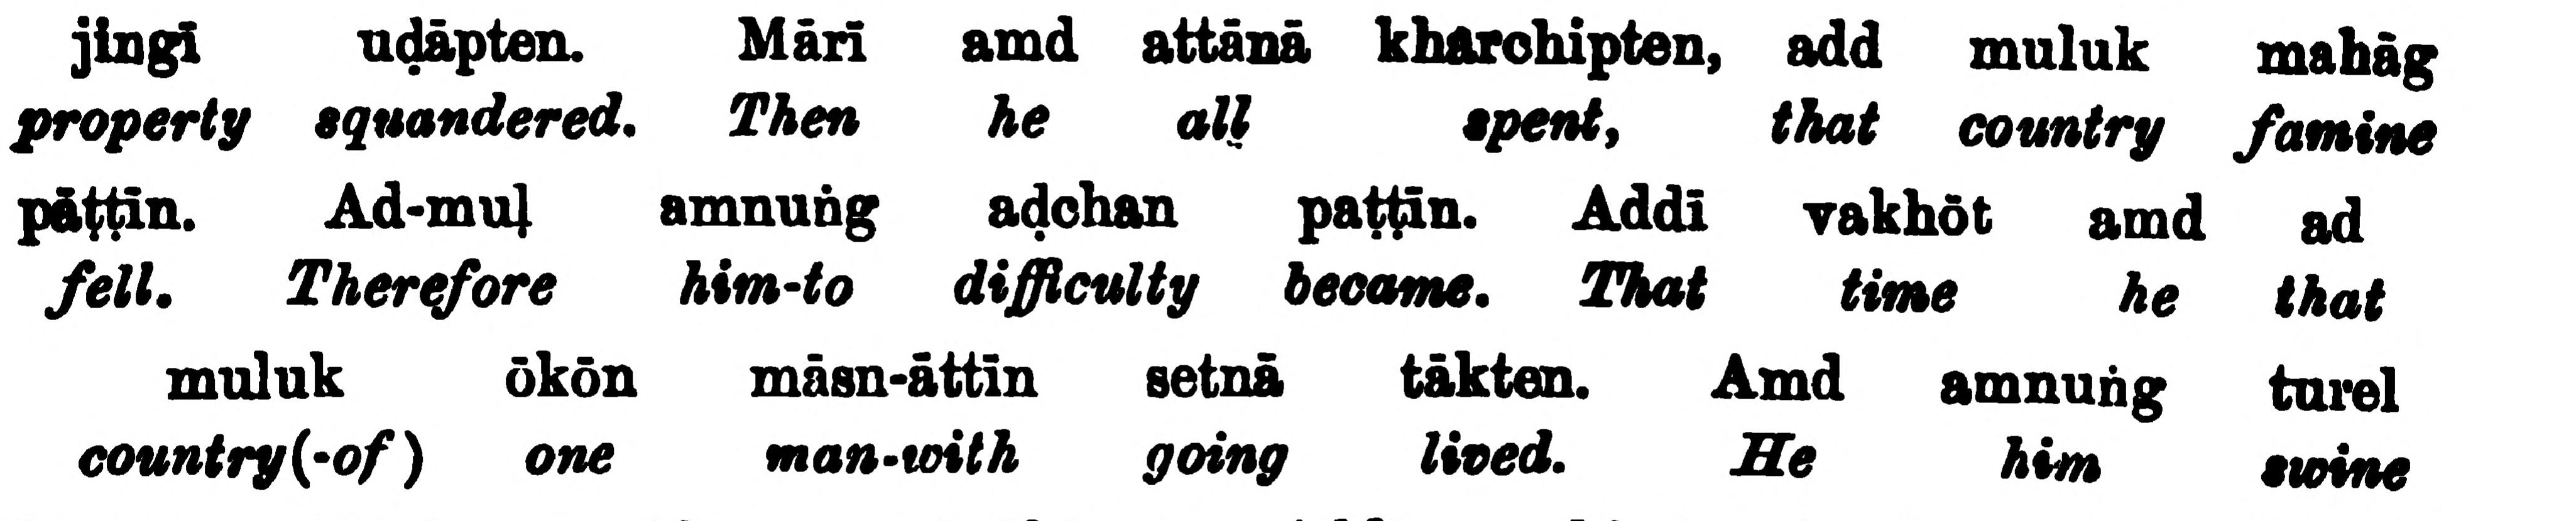 jingī uḍāpten. Mārī amd attānā kharchipten, add muluk mahāg
property squandered. Then he all spent, that country famine
pāṭṭīn. Ad-muḷ amnuṅg aḍchan paṭṭīn. Addī vakhōt amd ad
fell. Therefore him-to difficulty became. That time he that
muluk ōkōn māsn-āttīn setnā tākten. Amd amnuṅg turel
country(-of) one man-with going lived. He him swine